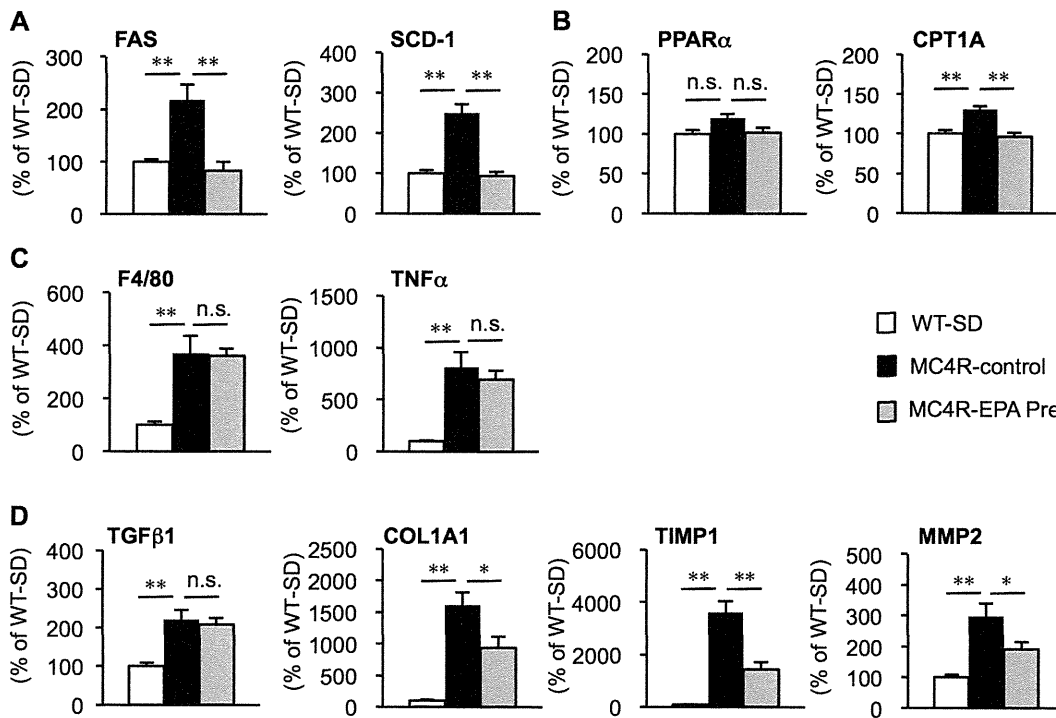 A
FAS
(% of WT-SD)
300
200
100
0
** **
SCD-1
(% of WT-SD)
400
300
200
100
0
** **
B
PPARα
(% of WT-SD)
200
150
100
50
0
n.s. n.s.
CPT1A
(% of WT-SD)
200
150
100
50
0
** **
C
F4/80
(% of WT-SD)
600
400
200
0
** n.s.
TNFα
(% of WT-SD)
1500
1000
500
0
** n.s.
WT-SD
MC4R-control
MC4R-EPA Pre
D
TGFβ1
(% of WT-SD)
400
300
200
100
0
** n.s.
COL1A1
(% of WT-SD)
2500
2000
1500
1000
500
0
** *
TIMP1
(% of WT-SD)
6000
4000
2000
0
** **
MMP2
(% of WT-SD)
500
400
300
200
100
0
** *